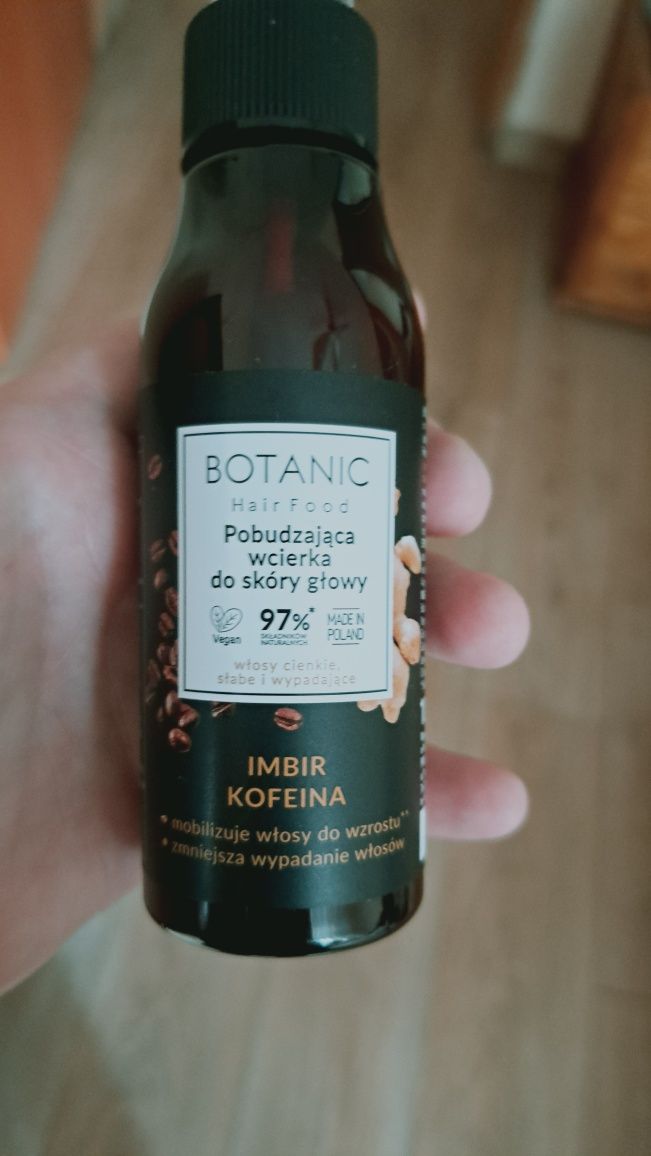 BOTANIC
Hair Food
Pobudzająca
wcierka
do skóry głowy
Vegan
97%*
SKŁADNIKÓW
NATURALNYCH
MADE IN
POLAND
włosy cienkie,
słabe i wypadające
IMBIR
KOFEINA
• mobilizuje włosy do wzrostu**
• zmniejsza wypadanie włosów